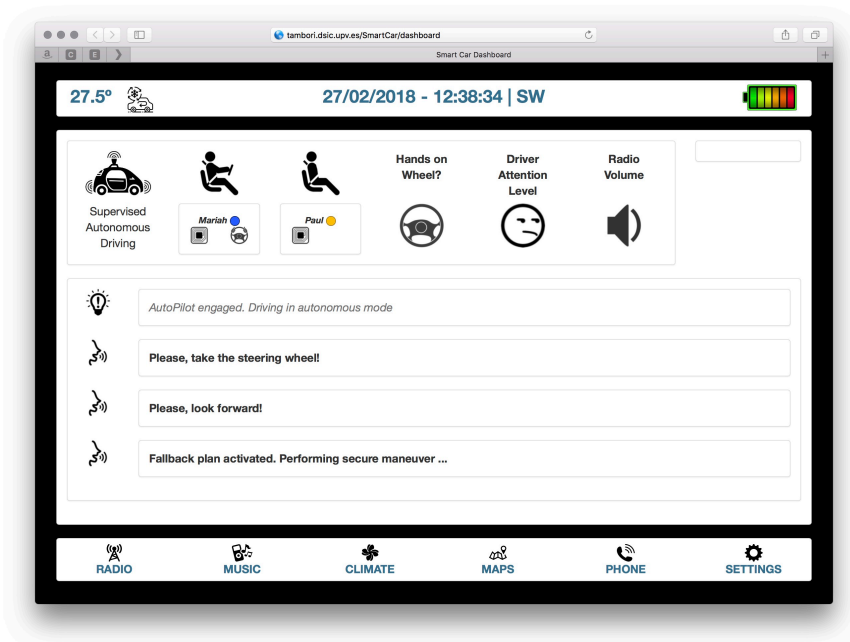 tambori.dsic.upv.es/SmartCar/dashboard
a C E
Smart Car Dashboard
+
27.5º
27/02/2018 - 12:38:34 | SW
Supervised
Autonomous
Driving
Mariah
Paul
Hands on
Wheel?
Driver
Attention
Level
Radio
Volume
AutoPilot engaged. Driving in autonomous mode
Please, take the steering wheel!
Please, look forward!
Fallback plan activated. Performing secure maneuver ...
RADIO
MUSIC
CLIMATE
MAPS
PHONE
SETTINGS